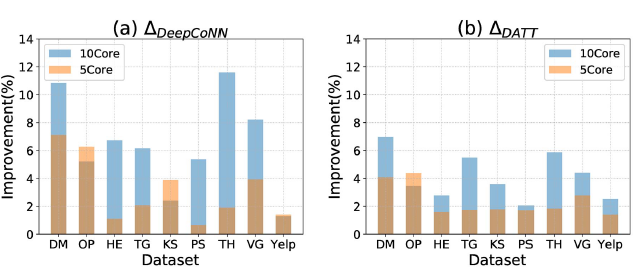 (a) Δ_DeepCoNN
Improvement(%)
14
12
10
8
6
4
2
0
10Core
5Core
DM OP HE TG KS PS TH VG Yelp
Dataset
(b) Δ_DATT
Improvement(%)
14
12
10
8
6
4
2
0
10Core
5Core
DM OP HE TG KS PS TH VG Yelp
Dataset